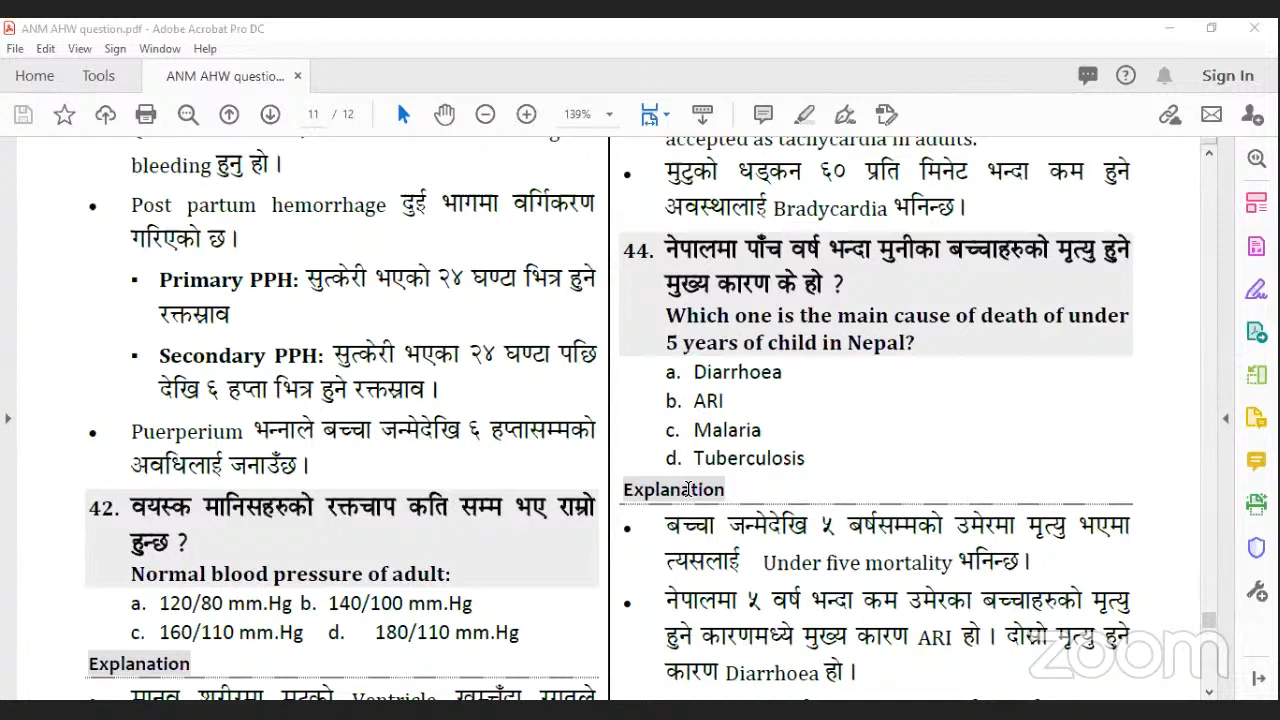 ANM AHW question.pdf - Adobe Acrobat Pro DC
File Edit View Sign Window Help
Home Tools ANM AHW questio... × Sign In
11 / 12 139%
bleeding हुनु हो।
• Post partum hemorrhage दुई भागमा वर्गिकरण
गरिएको छ।
▪ Primary PPH: सुत्केरी भएको २४ घण्टा भित्र हुने
रक्तस्राव
▪ Secondary PPH: सुत्केरी भएका २४ घण्टा पछि
देखि ६ हप्ता भित्र हुने रक्तस्राव।
• Puerperium भन्नाले बच्चा जन्मेदेखि ६ हप्तासम्मको
अवधिलाई जनाउँछ।
42. वयस्क मानिसहरुको रक्तचाप कति सम्म भए राम्रो
हुन्छ ?
Normal blood pressure of adult:
a. 120/80 mm.Hg b. 140/100 mm.Hg
c. 160/110 mm.Hg d. 180/110 mm.Hg
Explanation
मानव शरीरमा मुटुको Ventricle
accepted as tachycardia in adults.
• मुटुको धड्कन ६० प्रति मिनेट भन्दा कम हुने
अवस्थालाई Bradycardia भनिन्छ।
44. नेपालमा पाँच वर्ष भन्दा मुनीका बच्चाहरुको मृत्यु हुने
मुख्य कारण के हो ?
Which one is the main cause of death of under
5 years of child in Nepal?
a. Diarrhoea
b. ARI
c. Malaria
d. Tuberculosis
Explanation
• बच्चा जन्मेदेखि ५ बर्षसम्मको उमेरमा मृत्यु भएमा
त्यसलाई Under five mortality भनिन्छ।
• नेपालमा ५ वर्ष भन्दा कम उमेरका बच्चाहरुको मृत्यु
हुने कारणमध्ये मुख्य कारण ARI हो। दोस्रो मृत्यु हुने
कारण Diarrhoea हो।
zoom